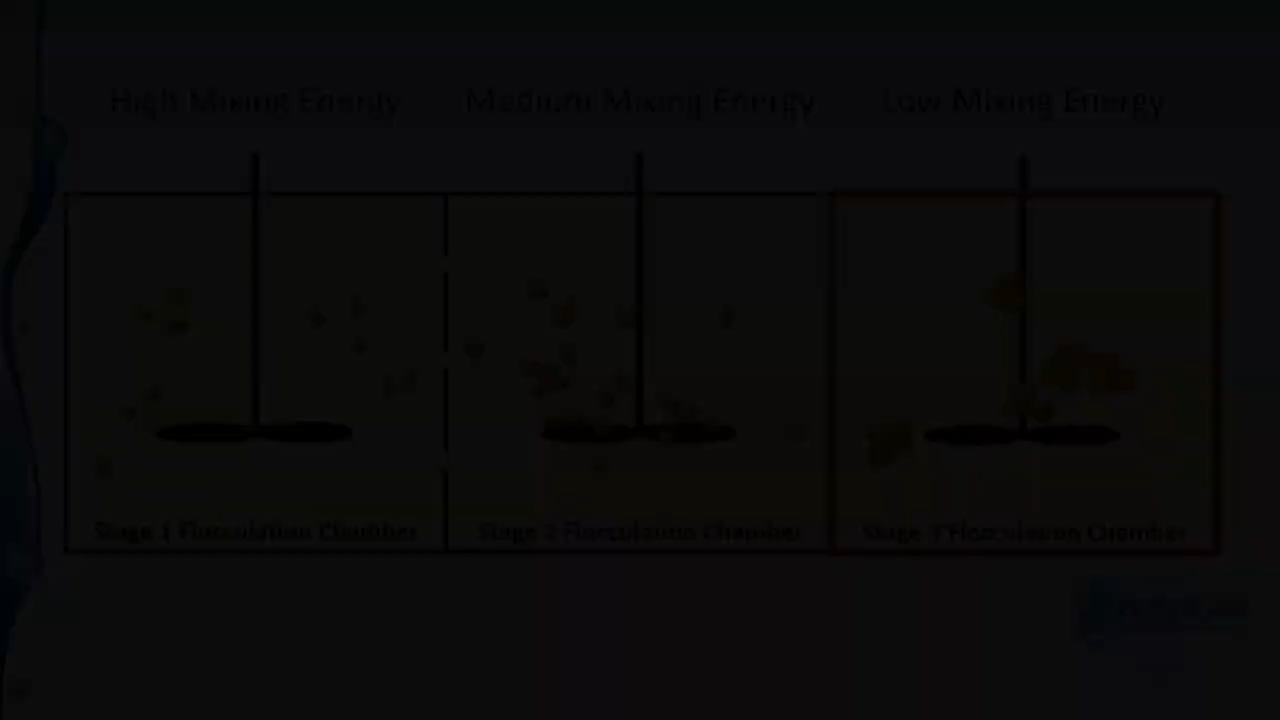 High Mixing Energy
Medium Mixing Energy
Low Mixing Energy
Stage 1 Flocculation Chamber
Stage 2 Flocculation Chamber
Stage 3 Flocculation Chamber